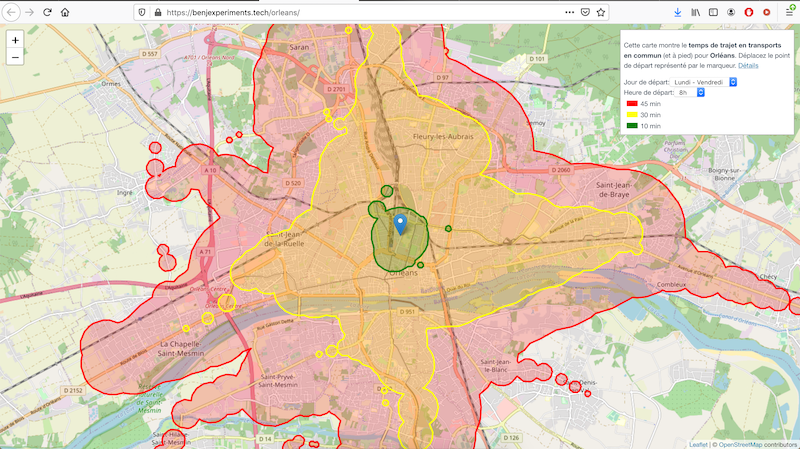 https://benjexperiments.tech/orleans/
+
−
Cette carte montre le temps de trajet en transports
en commun (et à pied) pour Orléans. Déplacez le point
de départ représenté par le marqueur. Détails
Jour de départ: Lundi - Vendredi
Heure de départ: 8h
45 min
30 min
10 min
Saran
D 557
Ormes
D 97
D 2701
A 10
D 520
Fleury-les-Aubrais
D 2701
D 2060
Boigny-sur-
Bionne
Ingré
Saint-Jean-
de-Braye
Saint-Jean
de-la-Ruelle
A 71
Orléans
Chécy
Combleux
D 951
La Chapelle-
Saint-Mesmin
Saint-Jean-
le-Blanc
Saint-Pryvé-
Saint-Mesmin
D 2152
D 14
D 126
Leaflet | © OpenStreetMap contributors